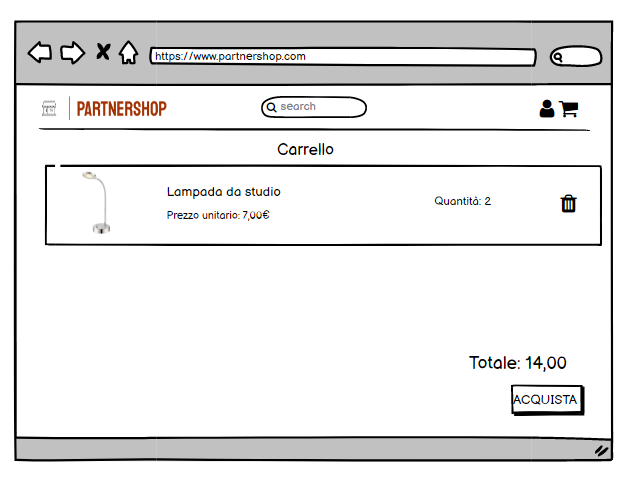 https://www.partnershop.com
PARTNERSHOP
search
Carrello
Lampada da studio
Quantità: 2
Prezzo unitario: 7,00€
Totale: 14,00
ACQUISTA